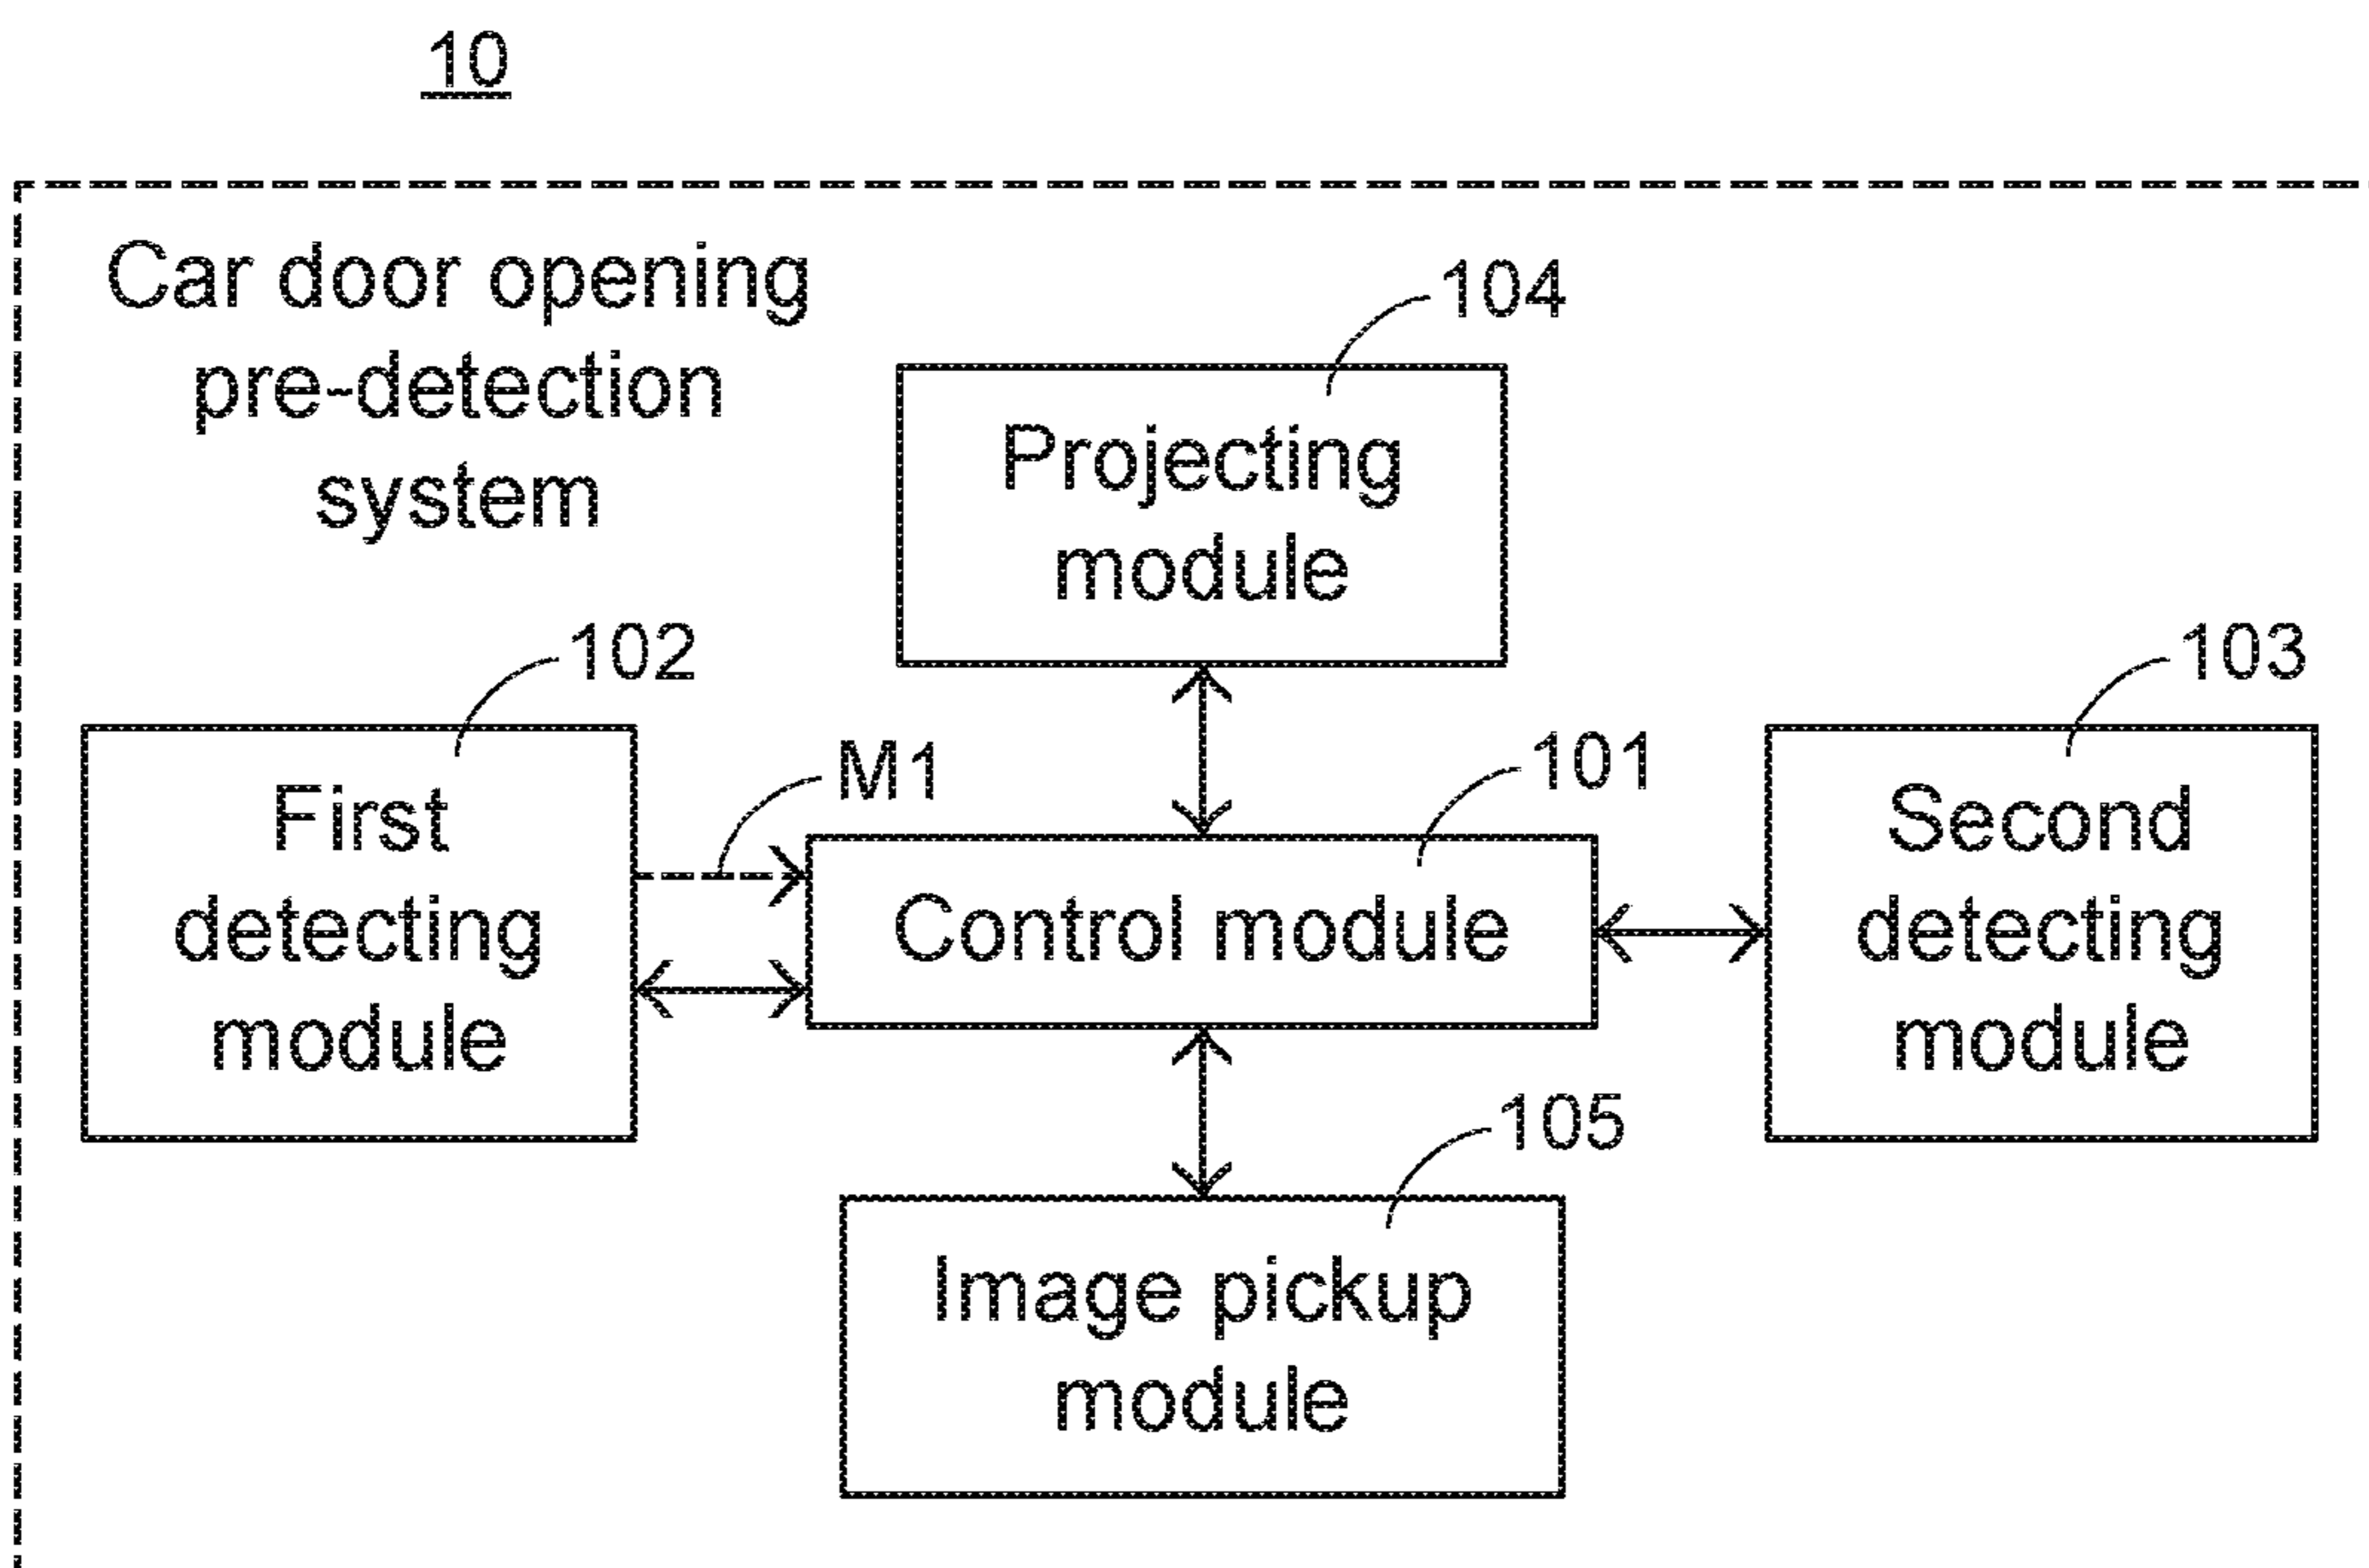 10
Car door opening
pre-detection
system
104
Projecting
module
102
103
M1
101
First
detecting
module
Control module
Second
detecting
module
105
Image pickup
module